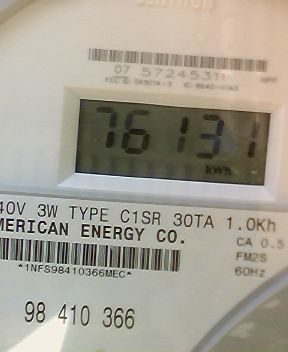 07 57245311
76131
kWh
40V 3W TYPE C1SR 30TA 1.0Kh
MERICAN ENERGY CO.
CA 0.5
*1NFS98410366MEC*
FM2S
60Hz
98 410 366